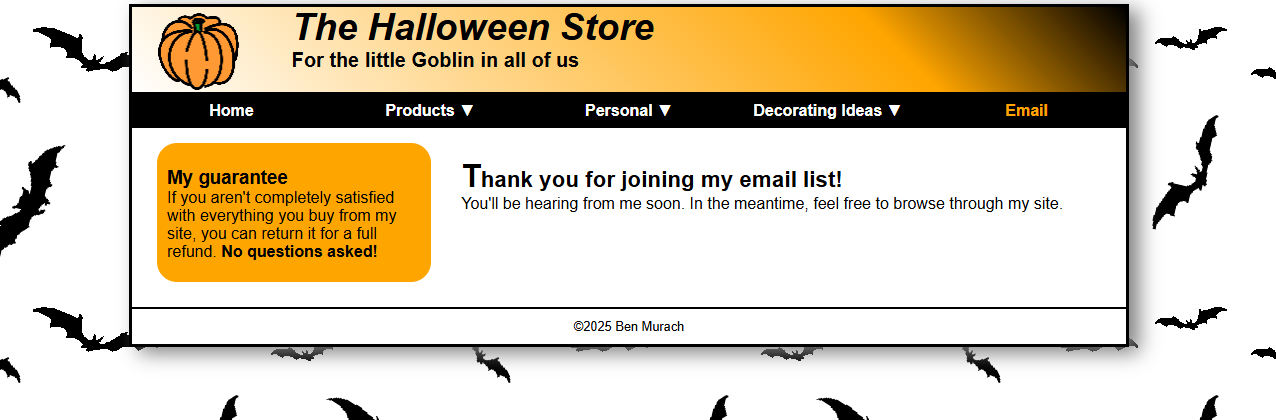 The Halloween Store
For the little Goblin in all of us
Home Products ▼ Personal ▼ Decorating Ideas ▼ Email
My guarantee
If you aren't completely satisfied
with everything you buy from my
site, you can return it for a full
refund. No questions asked!
Thank you for joining my email list!
You'll be hearing from me soon. In the meantime, feel free to browse through my site.
©2025 Ben Murach